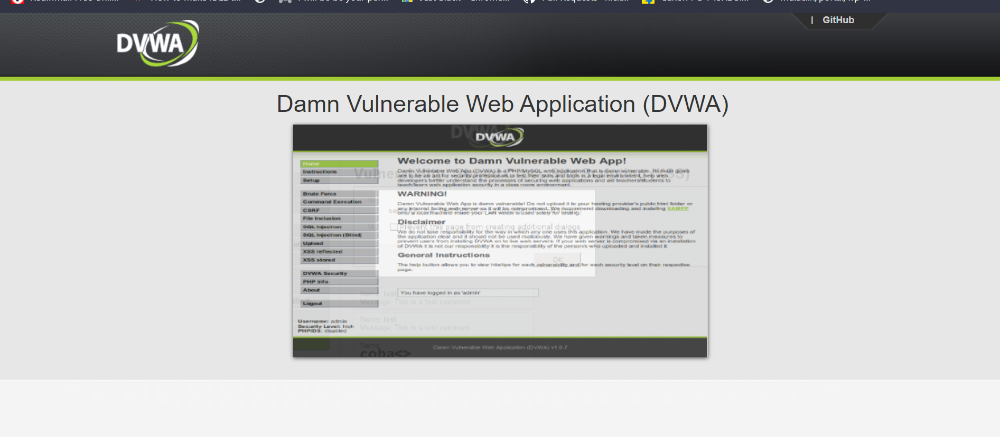 GitHub
DVWA
Damn Vulnerable Web Application (DVWA)
DVWA
Home
Instructions
Setup
Brute Force
Command Execution
CSRF
File Inclusion
SQL Injection
SQL Injection (Blind)
Upload
XSS reflected
XSS stored
DVWA Security
PHP Info
About
Logout
Username: admin
Security Level: high
PHPIDS: disabled
Welcome to Damn Vulnerable Web App!
Damn Vulnerable Web App (DVWA) is a PHP/MySQL web application that is damn vulnerable. Its main goals
are to be an aid for security professionals to test their skills and tools in a legal environment, help web
developers better understand the processes of securing web applications and aid teachers/students to
teach/learn web application security in a class room environment.
WARNING!
Damn Vulnerable Web App is damn vulnerable! Do not upload it to your hosting provider's public html folder or
any internet facing web server as it will be compromised. We recommend downloading and installing XAMPP
onto a local machine inside your LAN which is used solely for testing.
Prevent this page from creating additional dialogs
Disclaimer
We do not take responsibility for the way in which any one uses this application. We have made the purposes of
the application clear and it should not be used maliciously. We have given warnings and taken measures to
prevent users from installing DVWA on to live web servers. If your web server is compromised via an installation
of DVWA it is not our responsibility it is the responsibility of the person/s who uploaded and installed it.
General Instructions
OK
The help button allows you to view hits/tips for each vulnerability and for each security level on their respective
page.
You have logged in as 'admin'
Name: test
Message: This is a test comment
Name: test
Message: This is a test comment
Name:
coba<>
Damn Vulnerable Web Application (DVWA) v1.0.7